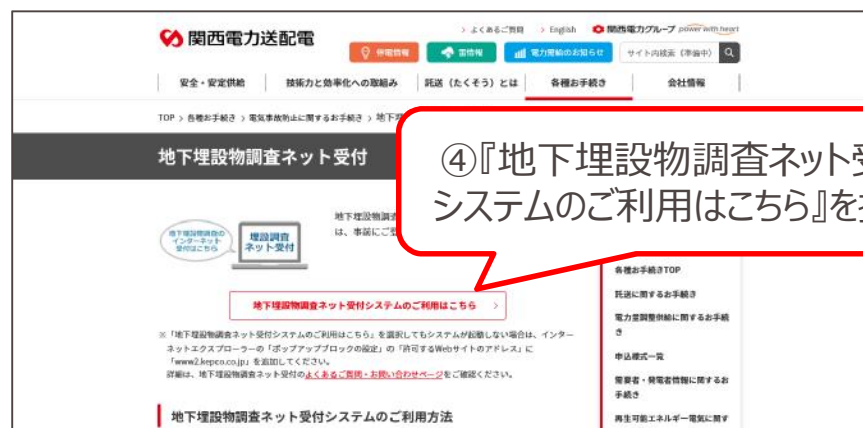 関西電力送配電
> よくあるご質問 > English 関西電力グループ power with heart
停電情報 雷情報 電力需給のお知らせ サイト内検索（準備中）
安全・安定供給 技術力と効率化への取組み 託送（たくそう）とは 各種お手続き 会社情報
TOP > 各種お手続き > 電気事故防止に関するお手続き > 地下埋
地下埋設物調査ネット受付
④『地下埋設物調査ネット受
システムのご利用はこちら』を
地下埋設物調査の
インターネット
受付はこちら
埋設調査
ネット受付
地下埋設物調査
は、事前にご
地下埋設物調査ネット受付システムのご利用はこちら >
※「地下埋設物調査ネット受付システムのご利用はこちら」を選択してもシステムが起動しない場合は、インター
ネットエクスプローラーの「ポップアップブロックの設定」の「許可するWebサイトのアドレス」に
「www2.kepco.co.jp」を追加してください。
詳細は、地下埋設物調査ネット受付のよくあるご質問・お問い合わせページをご確認ください。
地下埋設物調査ネット受付システムのご利用方法
各種お手続きTOP
託送に関するお手続き
電力量調整供給に関するお手続
き
申込様式一覧
需要者・発電者情報に関するお
手続き
再生可能エネルギー電気に関す